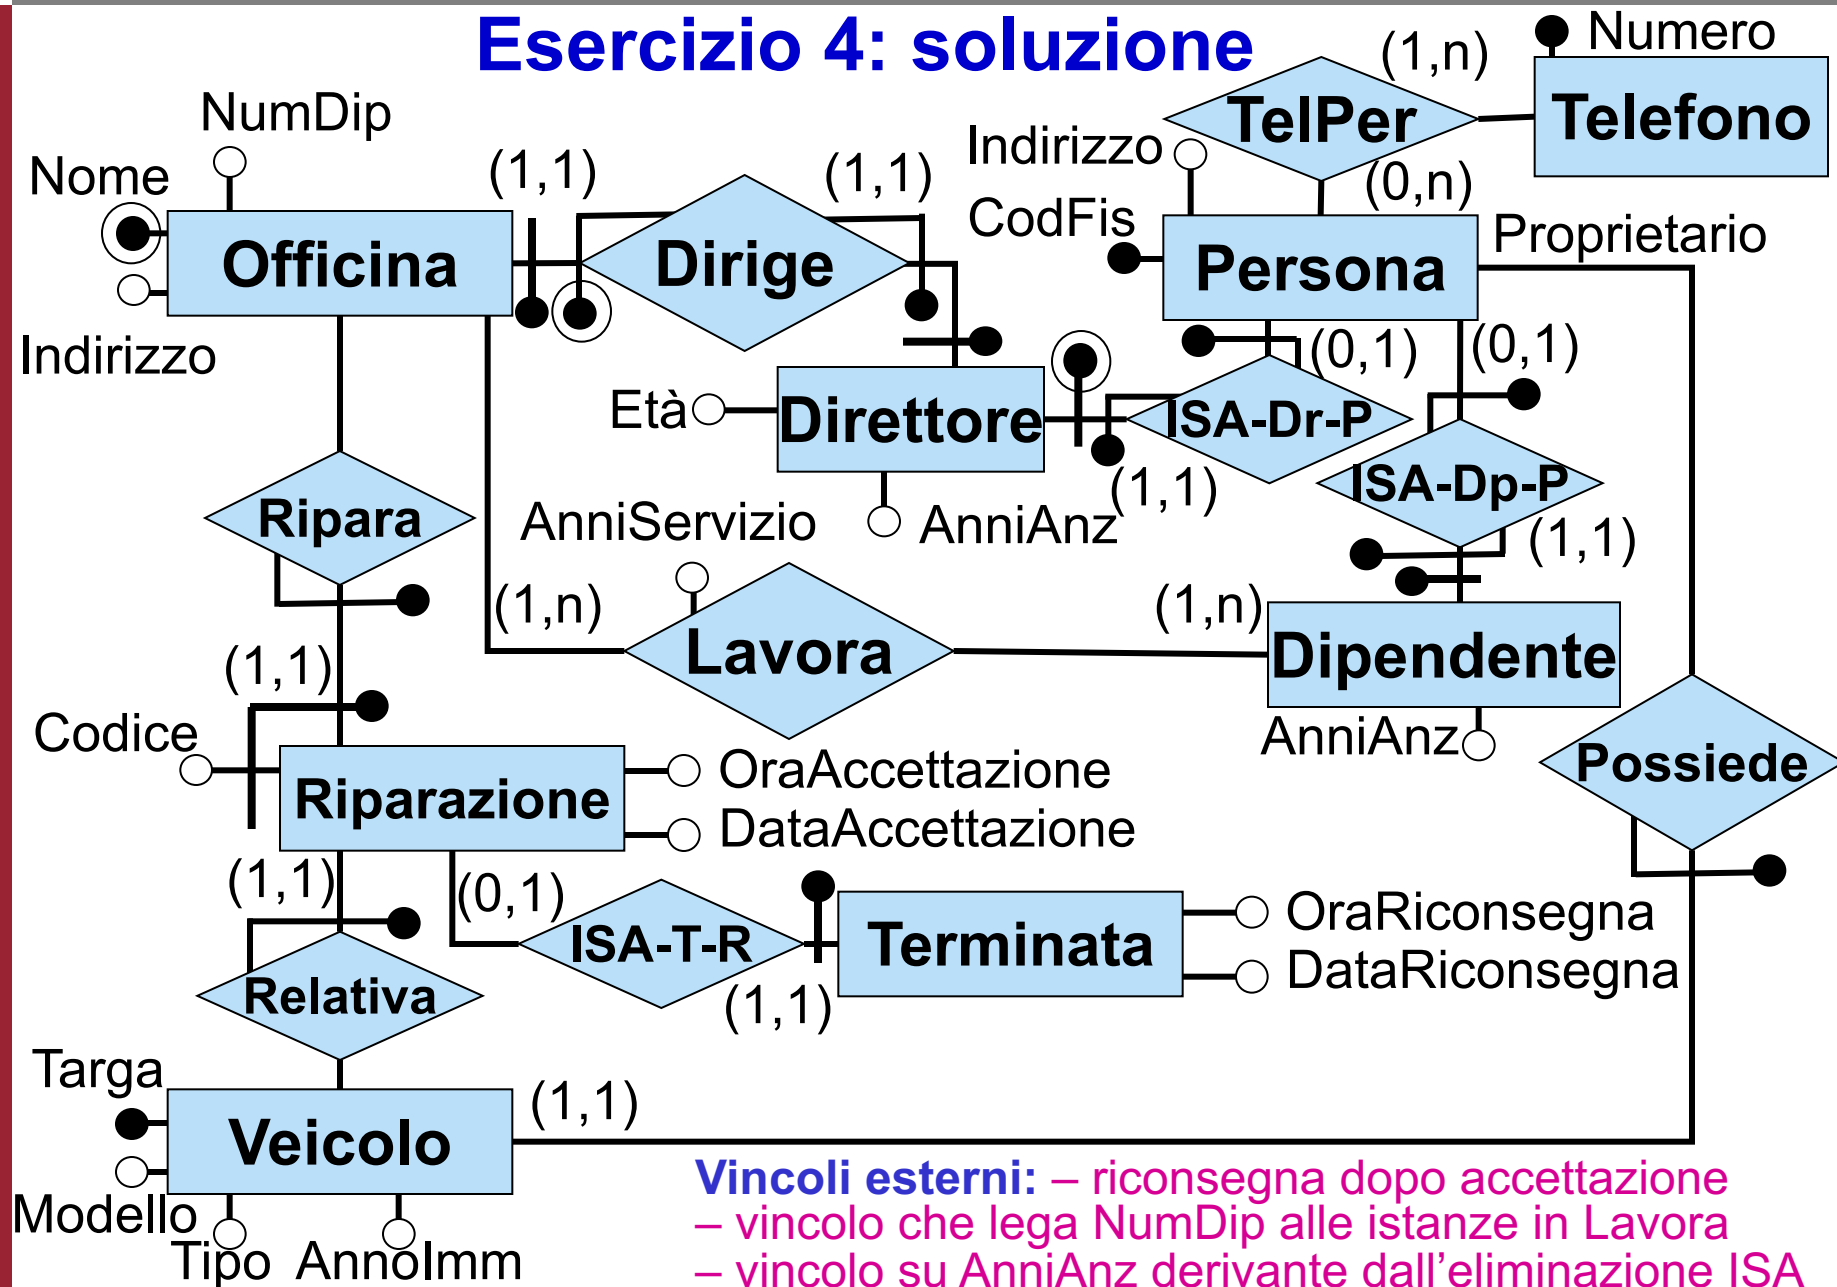 Esercizio 4: soluzione
(1,n)
Numero
NumDip
TelPer
Telefono
Nome
(1,1)
(1,1)
Indirizzo
(0,n)
CodFis
Proprietario
Officina
Dirige
Persona
Indirizzo
(0,1)
(0,1)
Età
Direttore
ISA-Dr-P
(1,1)
ISA-Dp-P
Ripara
AnniServizio
AnniAnz
(1,1)
(1,n)
(1,n)
Lavora
Dipendente
(1,1)
Codice
AnniAnz
Possiede
OraAccettazione
Riparazione
DataAccettazione
(1,1)
(0,1)
OraRiconsegna
ISA-T-R
Terminata
DataRiconsegna
Relativa
(1,1)
Targa
(1,1)
Veicolo
Modello
Tipo
AnnoImm
Vincoli esterni: – riconsegna dopo accettazione
– vincolo che lega NumDip alle istanze in Lavora
– vincolo su AnniAnz derivante dall'eliminazione ISA